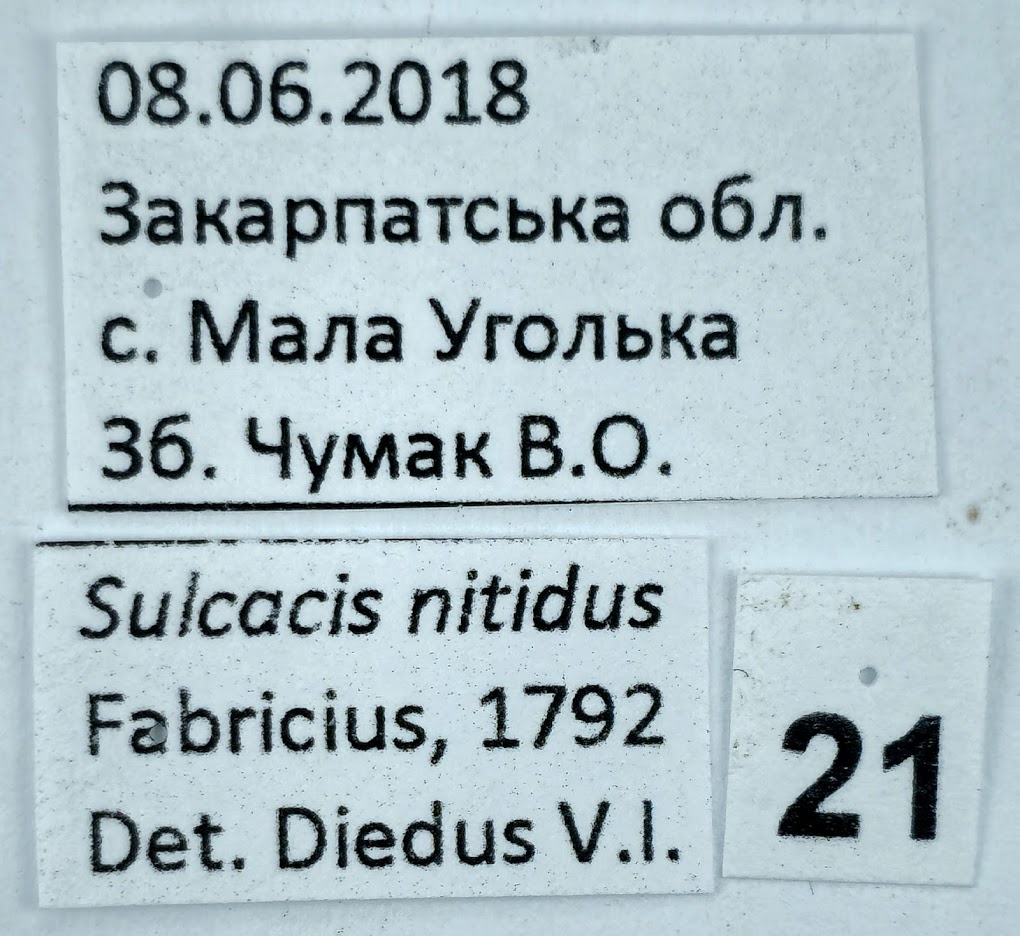 08.06.2018
Закарпатська обл.
с. Мала Уголька
Зб. Чумак В.О.
Sulcacis nitidus
Fabricius, 1792
Det. Diedus V.I.
21